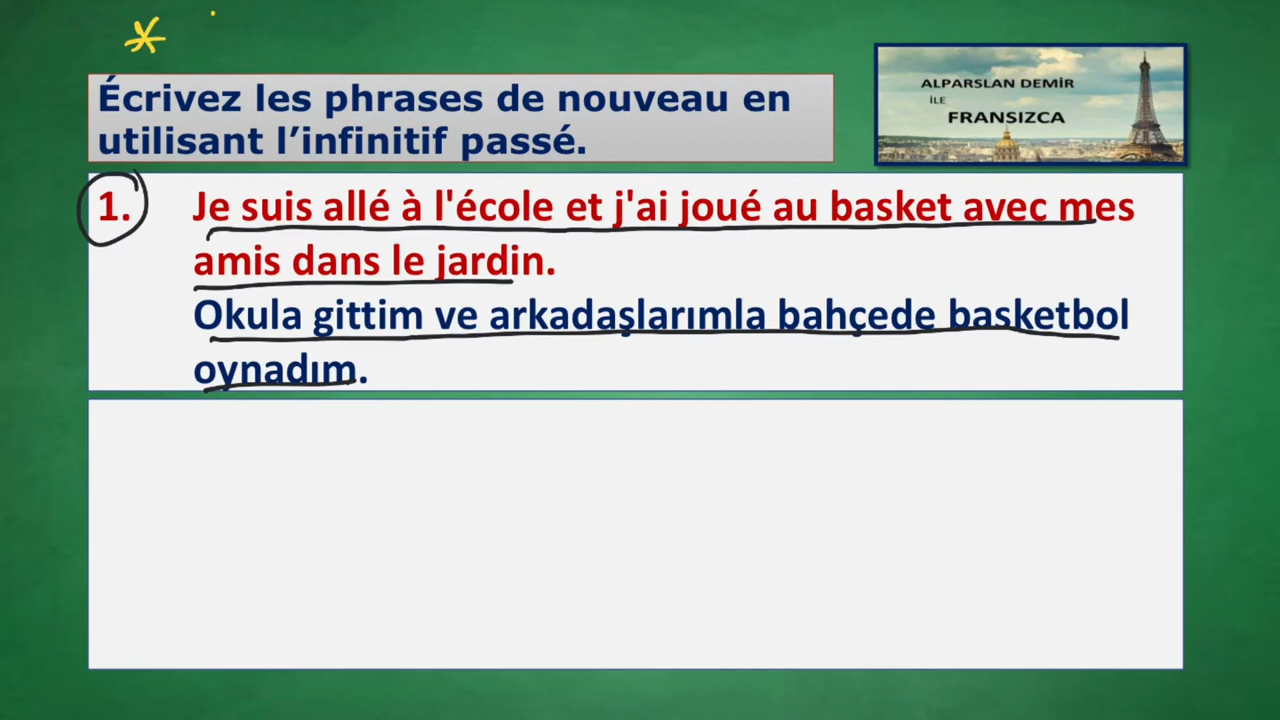 Écrivez les phrases de nouveau en
utilisant l’infinitif passé.
ALPARSLAN DEMİR
İLE
FRANSIZCA
1. Je suis allé à l'école et j'ai joué au basket avec mes
amis dans le jardin.
Okula gittim ve arkadaşlarımla bahçede basketbol
oynadım.